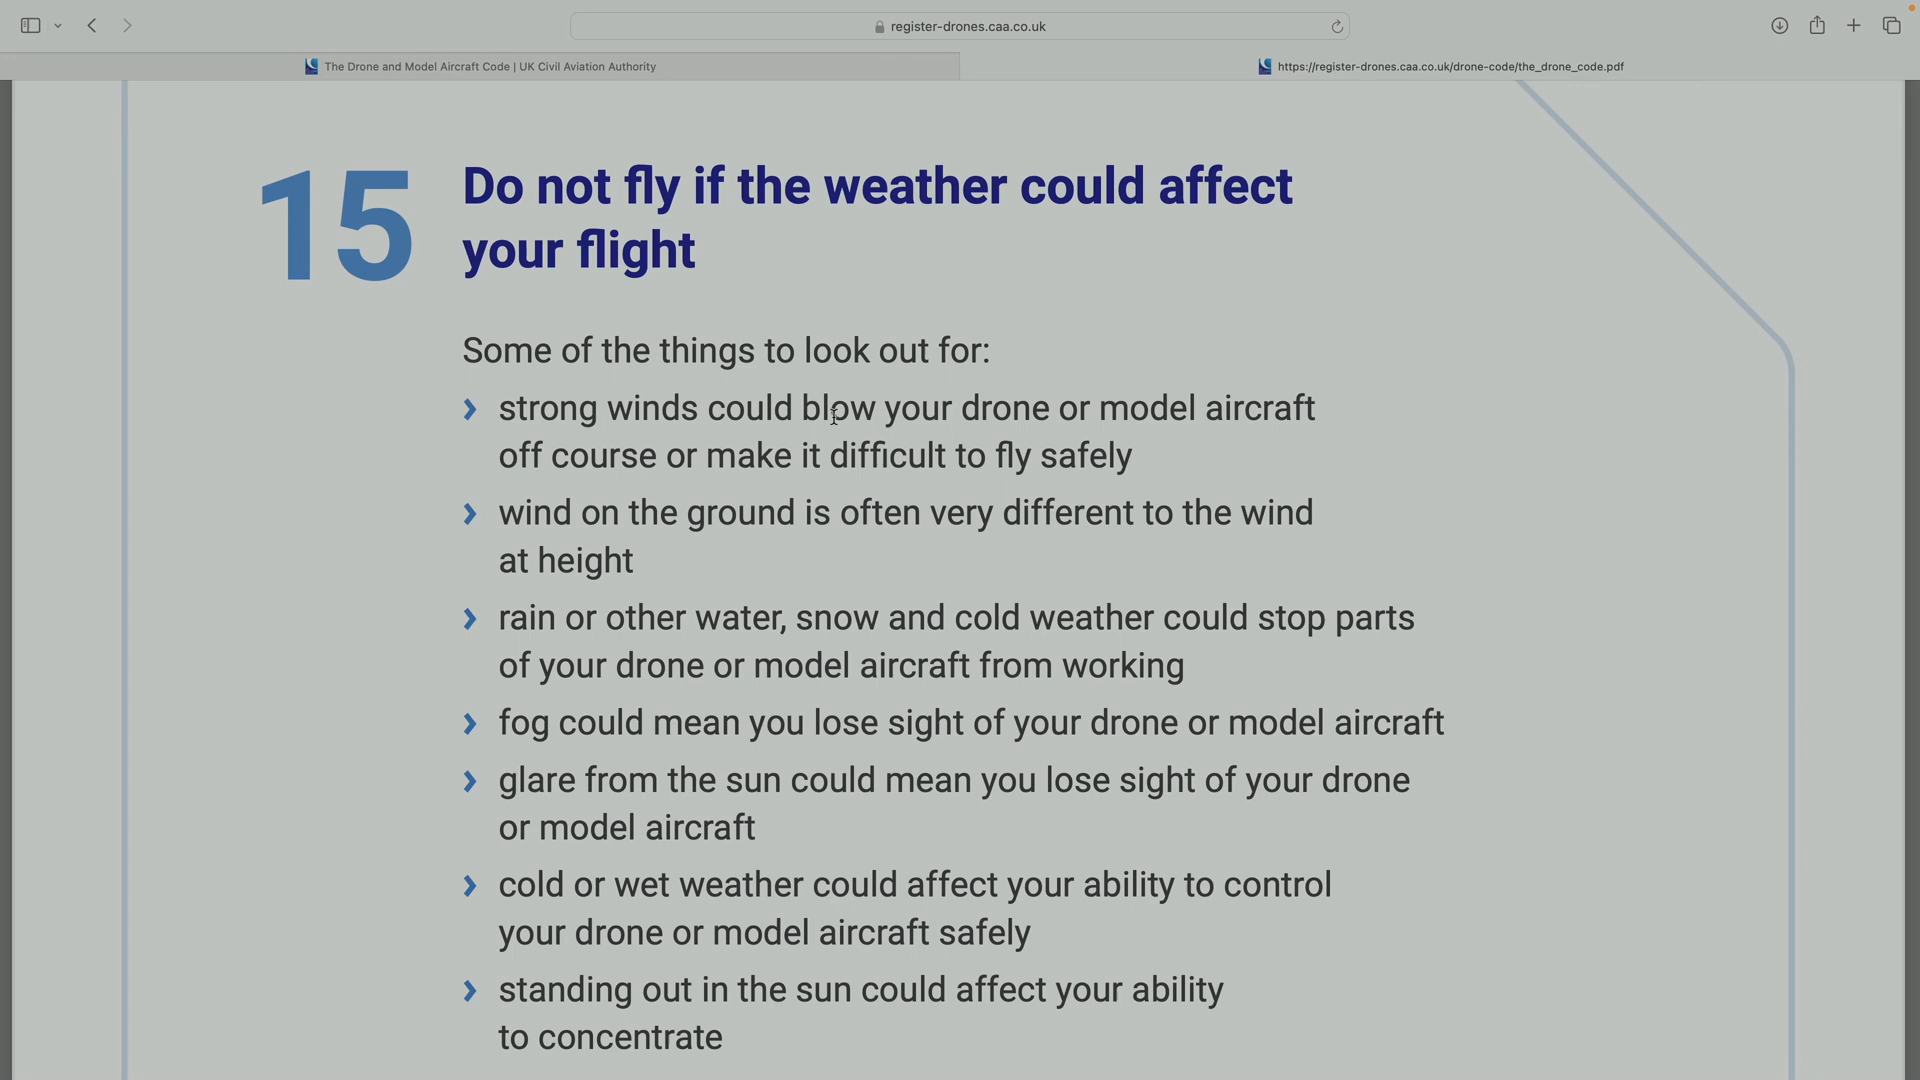 register-drones.caa.co.uk
The Drone and Model Aircraft Code | UK Civil Aviation Authority
https://register-drones.caa.co.uk/drone-code/the_drone_code.pdf
15
Do not fly if the weather could affect
your flight
Some of the things to look out for:
› strong winds could blow your drone or model aircraft
off course or make it difficult to fly safely
› wind on the ground is often very different to the wind
at height
› rain or other water, snow and cold weather could stop parts
of your drone or model aircraft from working
› fog could mean you lose sight of your drone or model aircraft
› glare from the sun could mean you lose sight of your drone
or model aircraft
› cold or wet weather could affect your ability to control
your drone or model aircraft safely
› standing out in the sun could affect your ability
to concentrate